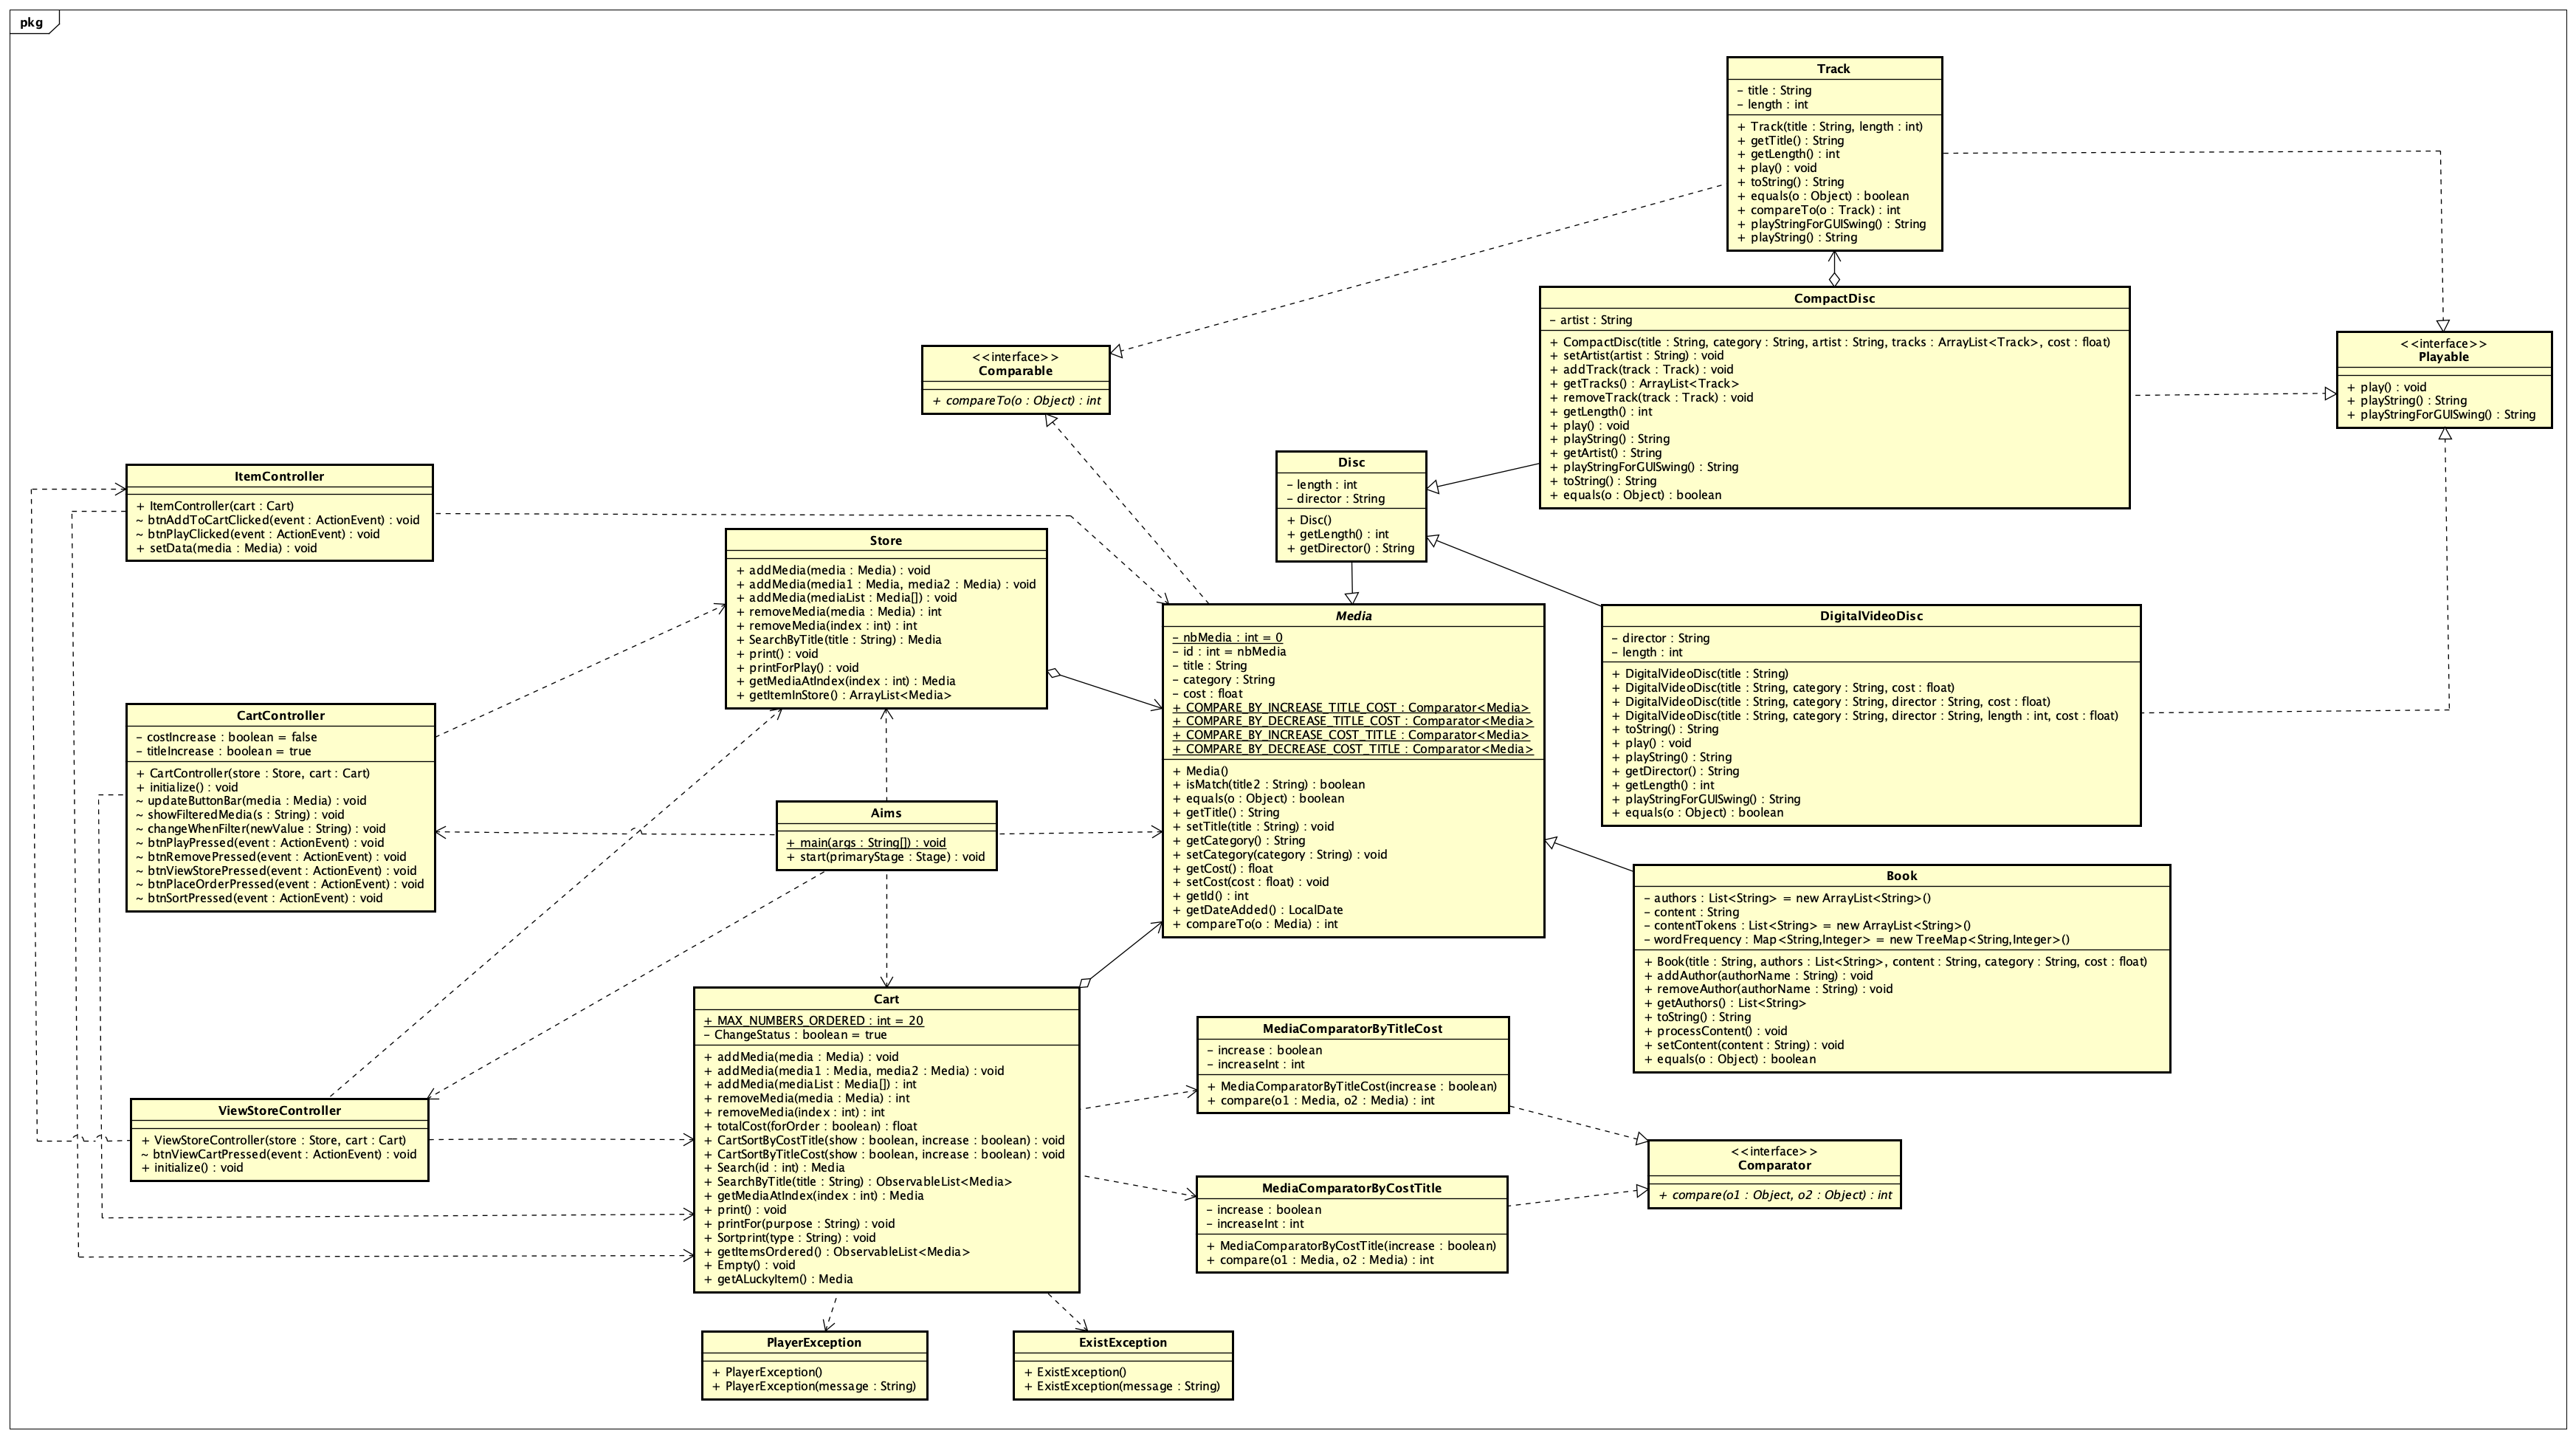 pkg
Track
– title : String
– length : int
+ Track(title : String, length : int)
+ getTitle() : String
+ getLength() : int
+ play() : void
+ toString() : String
+ equals(o : Object) : boolean
+ compareTo(o : Track) : int
+ playStringForGUISwing() : String
+ playString() : String
CompactDisc
– artist : String
+ CompactDisc(title : String, category : String, artist : String, tracks : ArrayList<Track>, cost : float)
+ setArtist(artist : String) : void
+ addTrack(track : Track) : void
+ getTracks() : ArrayList<Track>
+ removeTrack(track : Track) : void
+ getLength() : int
+ play() : void
+ playString() : String
+ getArtist() : String
+ playStringForGUISwing() : String
+ toString() : String
+ equals(o : Object) : boolean
<<interface>>
Playable
+ play() : void
+ playString() : String
+ playStringForGUISwing() : String
<<interface>>
Comparable
+ compareTo(o : Object) : int
Disc
– length : int
– director : String
+ Disc()
+ getLength() : int
+ getDirector() : String
ItemController
+ ItemController(cart : Cart)
~ btnAddToCartClicked(event : ActionEvent) : void
~ btnPlayClicked(event : ActionEvent) : void
+ setData(media : Media) : void
Store
+ addMedia(media : Media) : void
+ addMedia(media1 : Media, media2 : Media) : void
+ addMedia(mediaList : Media[]) : void
+ removeMedia(media : Media) : int
+ removeMedia(index : int) : int
+ SearchByTitle(title : String) : Media
+ print() : void
+ printForPlay() : void
+ getMediaAtIndex(index : int) : Media
+ getItemInStore() : ArrayList<Media>
Media
– nbMedia : int = 0
– id : int = nbMedia
– title : String
– category : String
– cost : float
+ COMPARE_BY_INCREASE_TITLE_COST : Comparator<Media>
+ COMPARE_BY_DECREASE_TITLE_COST : Comparator<Media>
+ COMPARE_BY_INCREASE_COST_TITLE : Comparator<Media>
+ COMPARE_BY_DECREASE_COST_TITLE : Comparator<Media>
+ Media()
+ isMatch(title2 : String) : boolean
+ equals(o : Object) : boolean
+ getTitle() : String
+ setTitle(title : String) : void
+ getCategory() : String
+ setCategory(category : String) : void
+ getCost() : float
+ setCost(cost : float) : void
+ getId() : int
+ getDateAdded() : LocalDate
+ compareTo(o : Media) : int
DigitalVideoDisc
– director : String
– length : int
+ DigitalVideoDisc(title : String)
+ DigitalVideoDisc(title : String, category : String, cost : float)
+ DigitalVideoDisc(title : String, category : String, director : String, cost : float)
+ DigitalVideoDisc(title : String, category : String, director : String, length : int, cost : float)
+ toString() : String
+ play() : void
+ playString() : String
+ getDirector() : String
+ getLength() : int
+ playStringForGUISwing() : String
+ equals(o : Object) : boolean
CartController
– costIncrease : boolean = false
– titleIncrease : boolean = true
+ CartController(store : Store, cart : Cart)
+ initialize() : void
~ updateButtonBar(media : Media) : void
~ showFilteredMedia(s : String) : void
~ changeWhenFilter(newValue : String) : void
~ btnPlayPressed(event : ActionEvent) : void
~ btnRemovePressed(event : ActionEvent) : void
~ btnViewStorePressed(event : ActionEvent) : void
~ btnPlaceOrderPressed(event : ActionEvent) : void
~ btnSortPressed(event : ActionEvent) : void
Aims
+ main(args : String[]) : void
+ start(primaryStage : Stage) : void
Book
– authors : List<String> = new ArrayList<String>()
– content : String
– contentTokens : List<String> = new ArrayList<String>()
– wordFrequency : Map<String,Integer> = new TreeMap<String,Integer>()
+ Book(title : String, authors : List<String>, content : String, category : String, cost : float)
+ addAuthor(authorName : String) : void
+ removeAuthor(authorName : String) : void
+ getAuthors() : List<String>
+ toString() : String
+ processContent() : void
+ setContent(content : String) : void
+ equals(o : Object) : boolean
Cart
+ MAX_NUMBERS_ORDERED : int = 20
– ChangeStatus : boolean = true
+ addMedia(media : Media) : void
+ addMedia(media1 : Media, media2 : Media) : void
+ addMedia(mediaList : Media[]) : int
+ removeMedia(media : Media) : int
+ removeMedia(index : int) : int
+ totalCost(forOrder : boolean) : float
+ CartSortByCostTitle(show : boolean, increase : boolean) : void
+ CartSortByTitleCost(show : boolean, increase : boolean) : void
+ Search(id : int) : Media
+ SearchByTitle(title : String) : ObservableList<Media>
+ getMediaAtIndex(index : int) : Media
+ print() : void
+ printFor(purpose : String) : void
+ Sortprint(type : String) : void
+ getItemsOrdered() : ObservableList<Media>
+ Empty() : void
+ getALuckyItem() : Media
MediaComparatorByTitleCost
– increase : boolean
– increaseInt : int
+ MediaComparatorByTitleCost(increase : boolean)
+ compare(o1 : Media, o2 : Media) : int
ViewStoreController
+ ViewStoreController(store : Store, cart : Cart)
~ btnViewCartPressed(event : ActionEvent) : void
+ initialize() : void
<<interface>>
Comparator
+ compare(o1 : Object, o2 : Object) : int
MediaComparatorByCostTitle
– increase : boolean
– increaseInt : int
+ MediaComparatorByCostTitle(increase : boolean)
+ compare(o1 : Media, o2 : Media) : int
PlayerException
+ PlayerException()
+ PlayerException(message : String)
ExistException
+ ExistException()
+ ExistException(message : String)